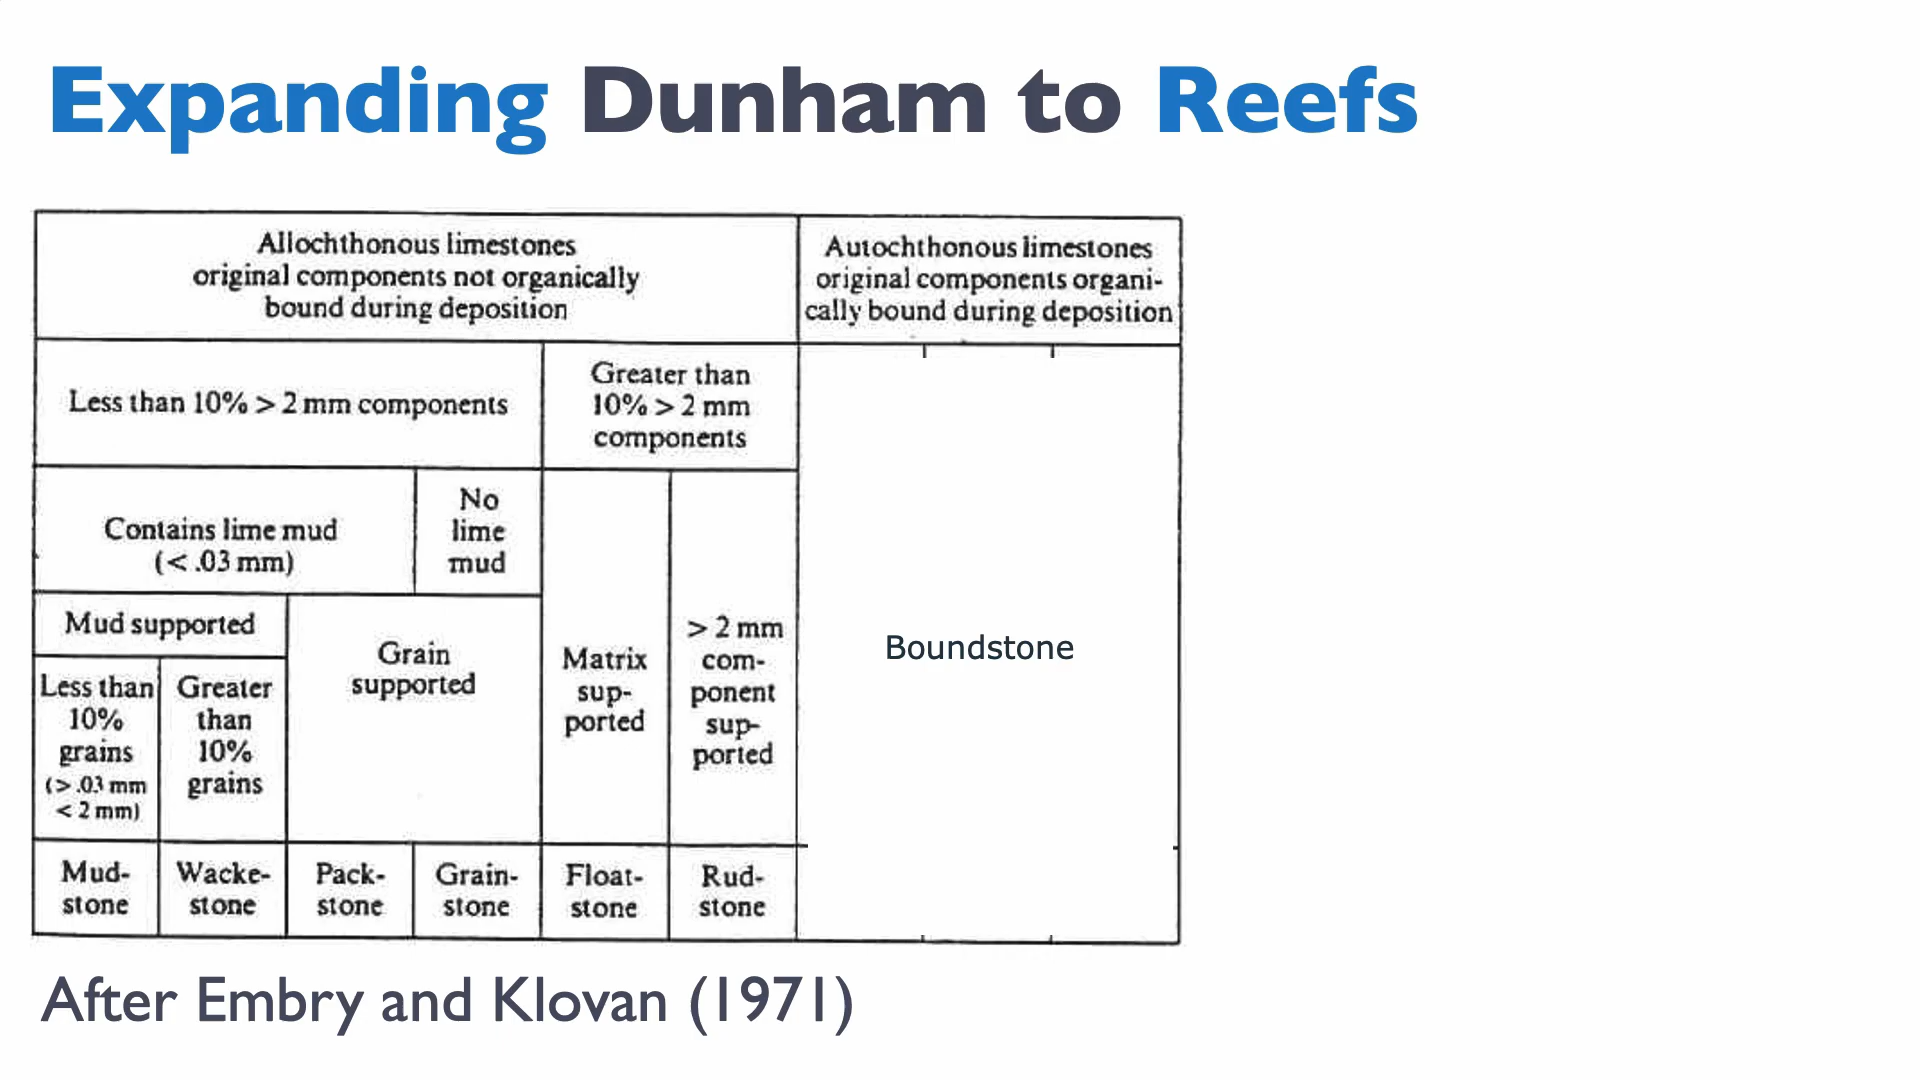 Expanding Dunham to Reefs
Allochthonous limestones
original components not organically
bound during deposition
Autochthonous limestones
original components organi-
cally bound during deposition
Less than 10% > 2 mm components
Greater than
10% > 2 mm
components
Contains lime mud
(< .03 mm)
No
lime
mud
Mud supported
Less than
10%
grains
(> .03 mm
< 2 mm)
Greater
than
10%
grains
Grain
supported
Matrix
sup-
ported
> 2 mm
com-
ponent
sup-
ported
Boundstone
Mud-
stone
Wacke-
stone
Pack-
stone
Grain-
stone
Float-
stone
Rud-
stone
After Embry and Klovan (1971)